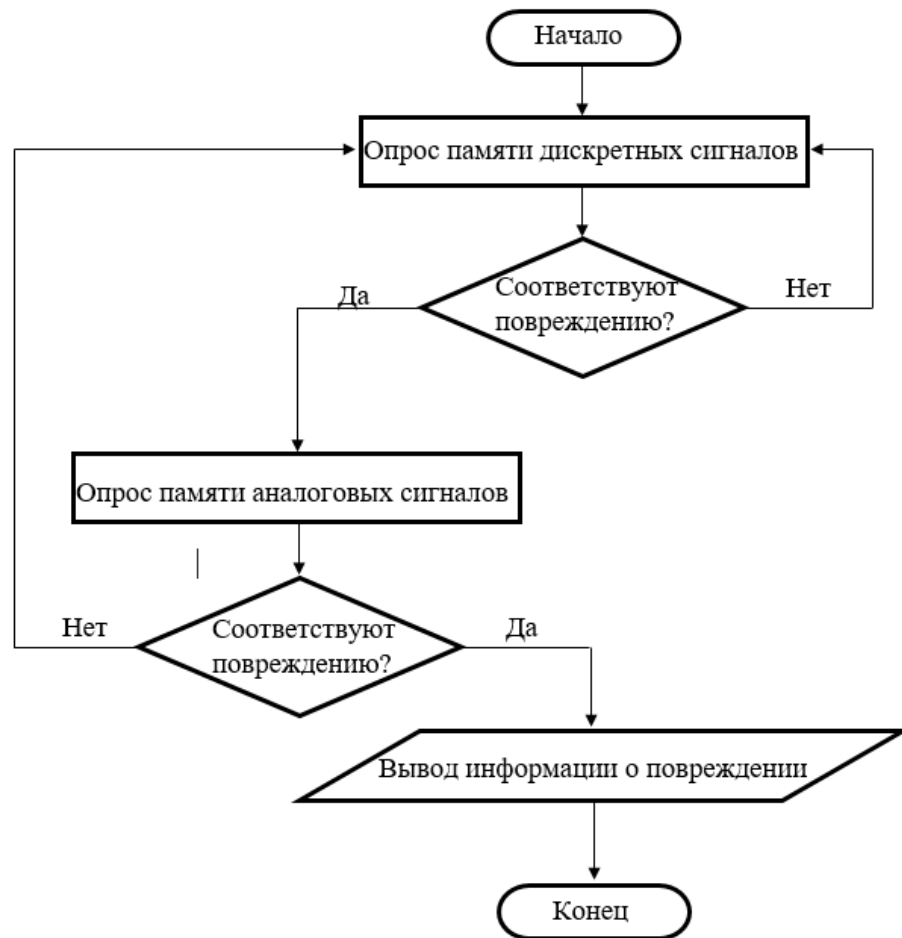 Начало
Опрос памяти дискретных сигналов
Соответствуют
повреждению?
Да
Нет
Опрос памяти аналоговых сигналов
Соответствуют
повреждению?
Нет
Да
Вывод информации о повреждении
Конец